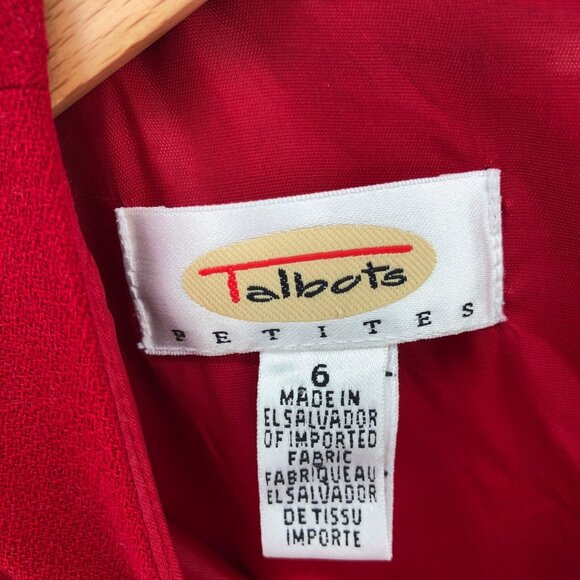 Talbots
PETITES
6
MADE IN
EL SALVADOR
OF IMPORTED
FABRIC
FABRIQUE AU
EL SALVADOR
DE TISSU
IMPORTE